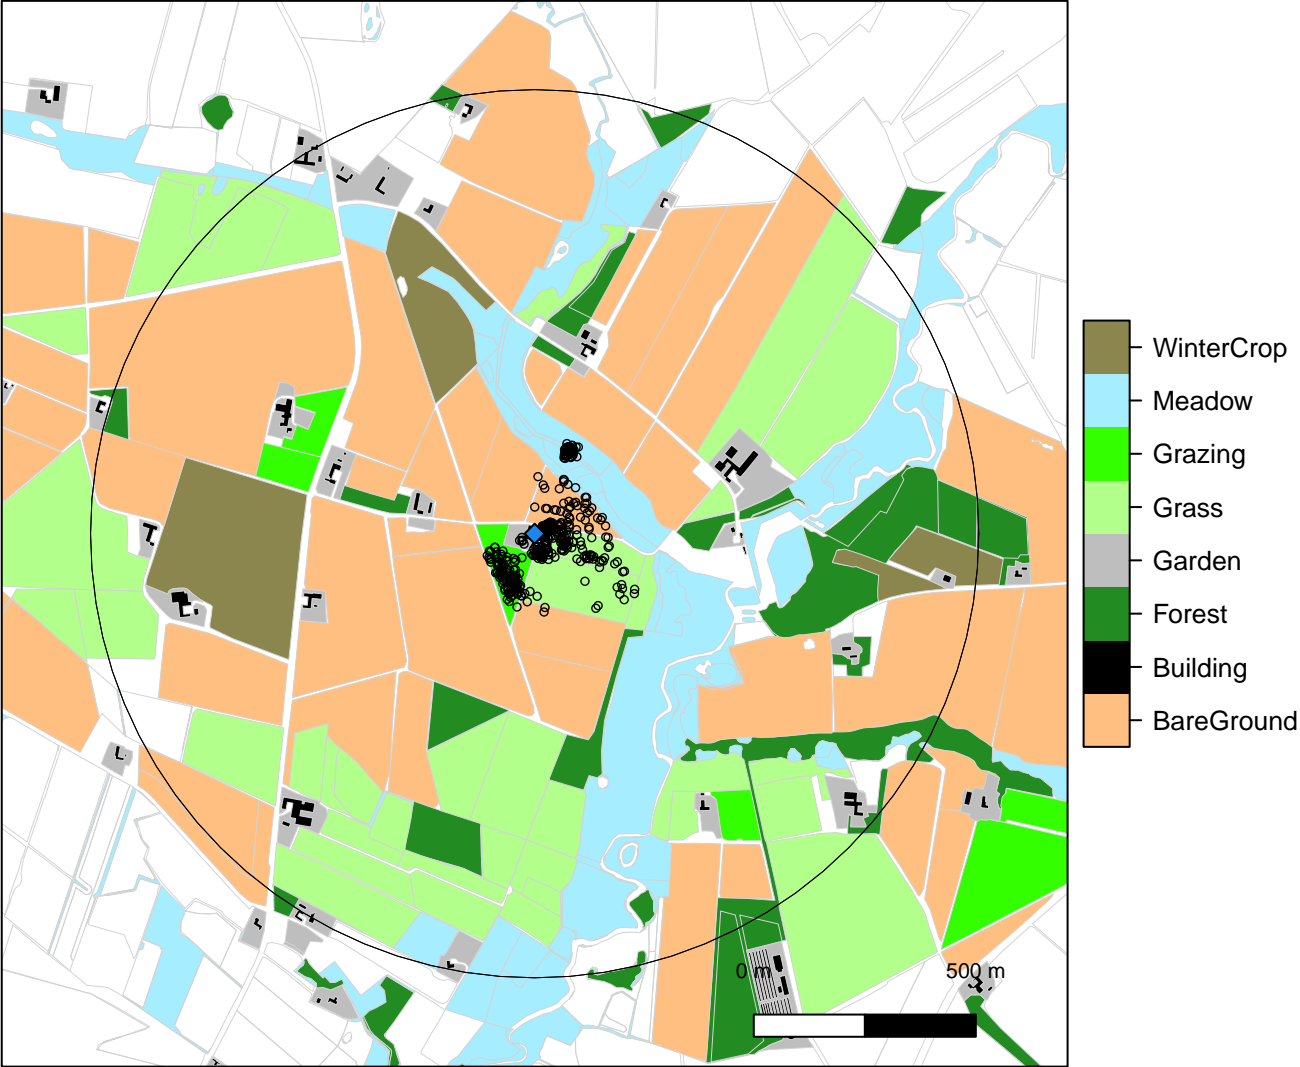 WinterCrop
Meadow
Grazing
Grass
Garden
Forest
Building
BareGround
0 m 500 m